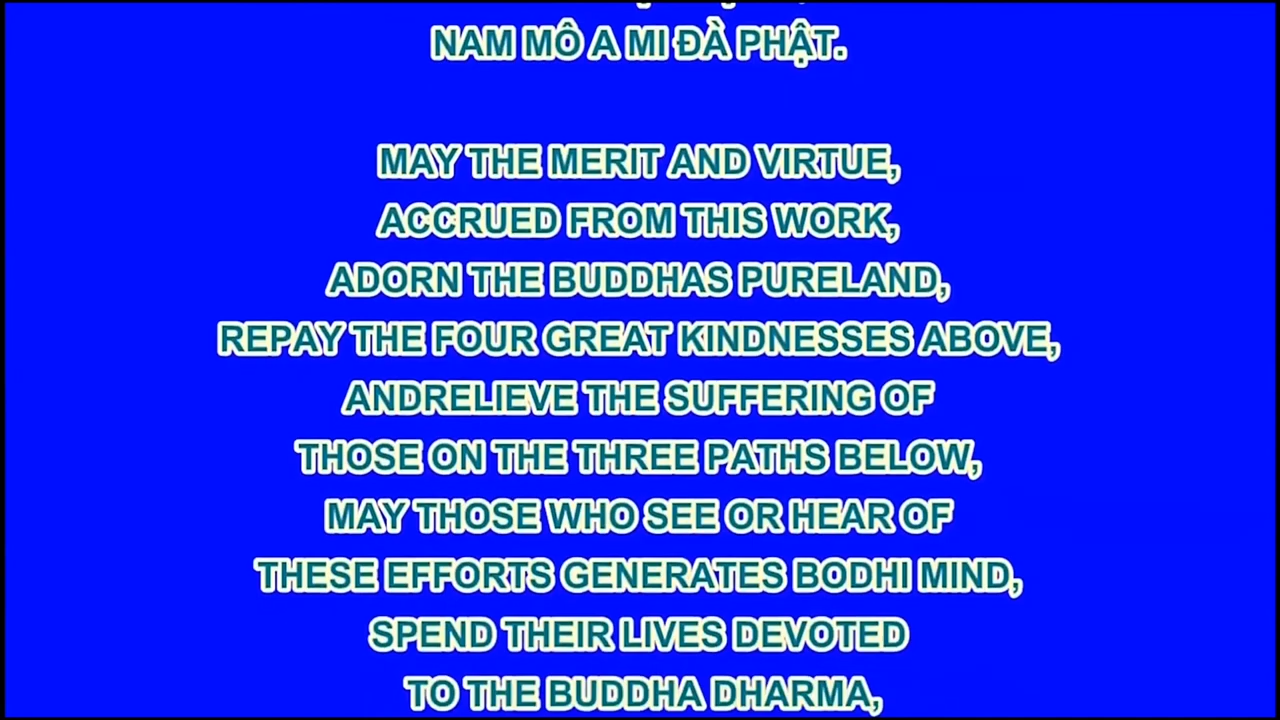 NAM MÔ A MI ĐÀ PHẬT.
MAY THE MERIT AND VIRTUE,
ACCRUED FROM THIS WORK,
ADORN THE BUDDHAS PURELAND,
REPAY THE FOUR GREAT KINDNESSES ABOVE,
ANDRELIEVE THE SUFFERING OF
THOSE ON THE THREE PATHS BELOW,
MAY THOSE WHO SEE OR HEAR OF
THESE EFFORTS GENERATES BODHI MIND,
SPEND THEIR LIVES DEVOTED
TO THE BUDDHA DHARMA,